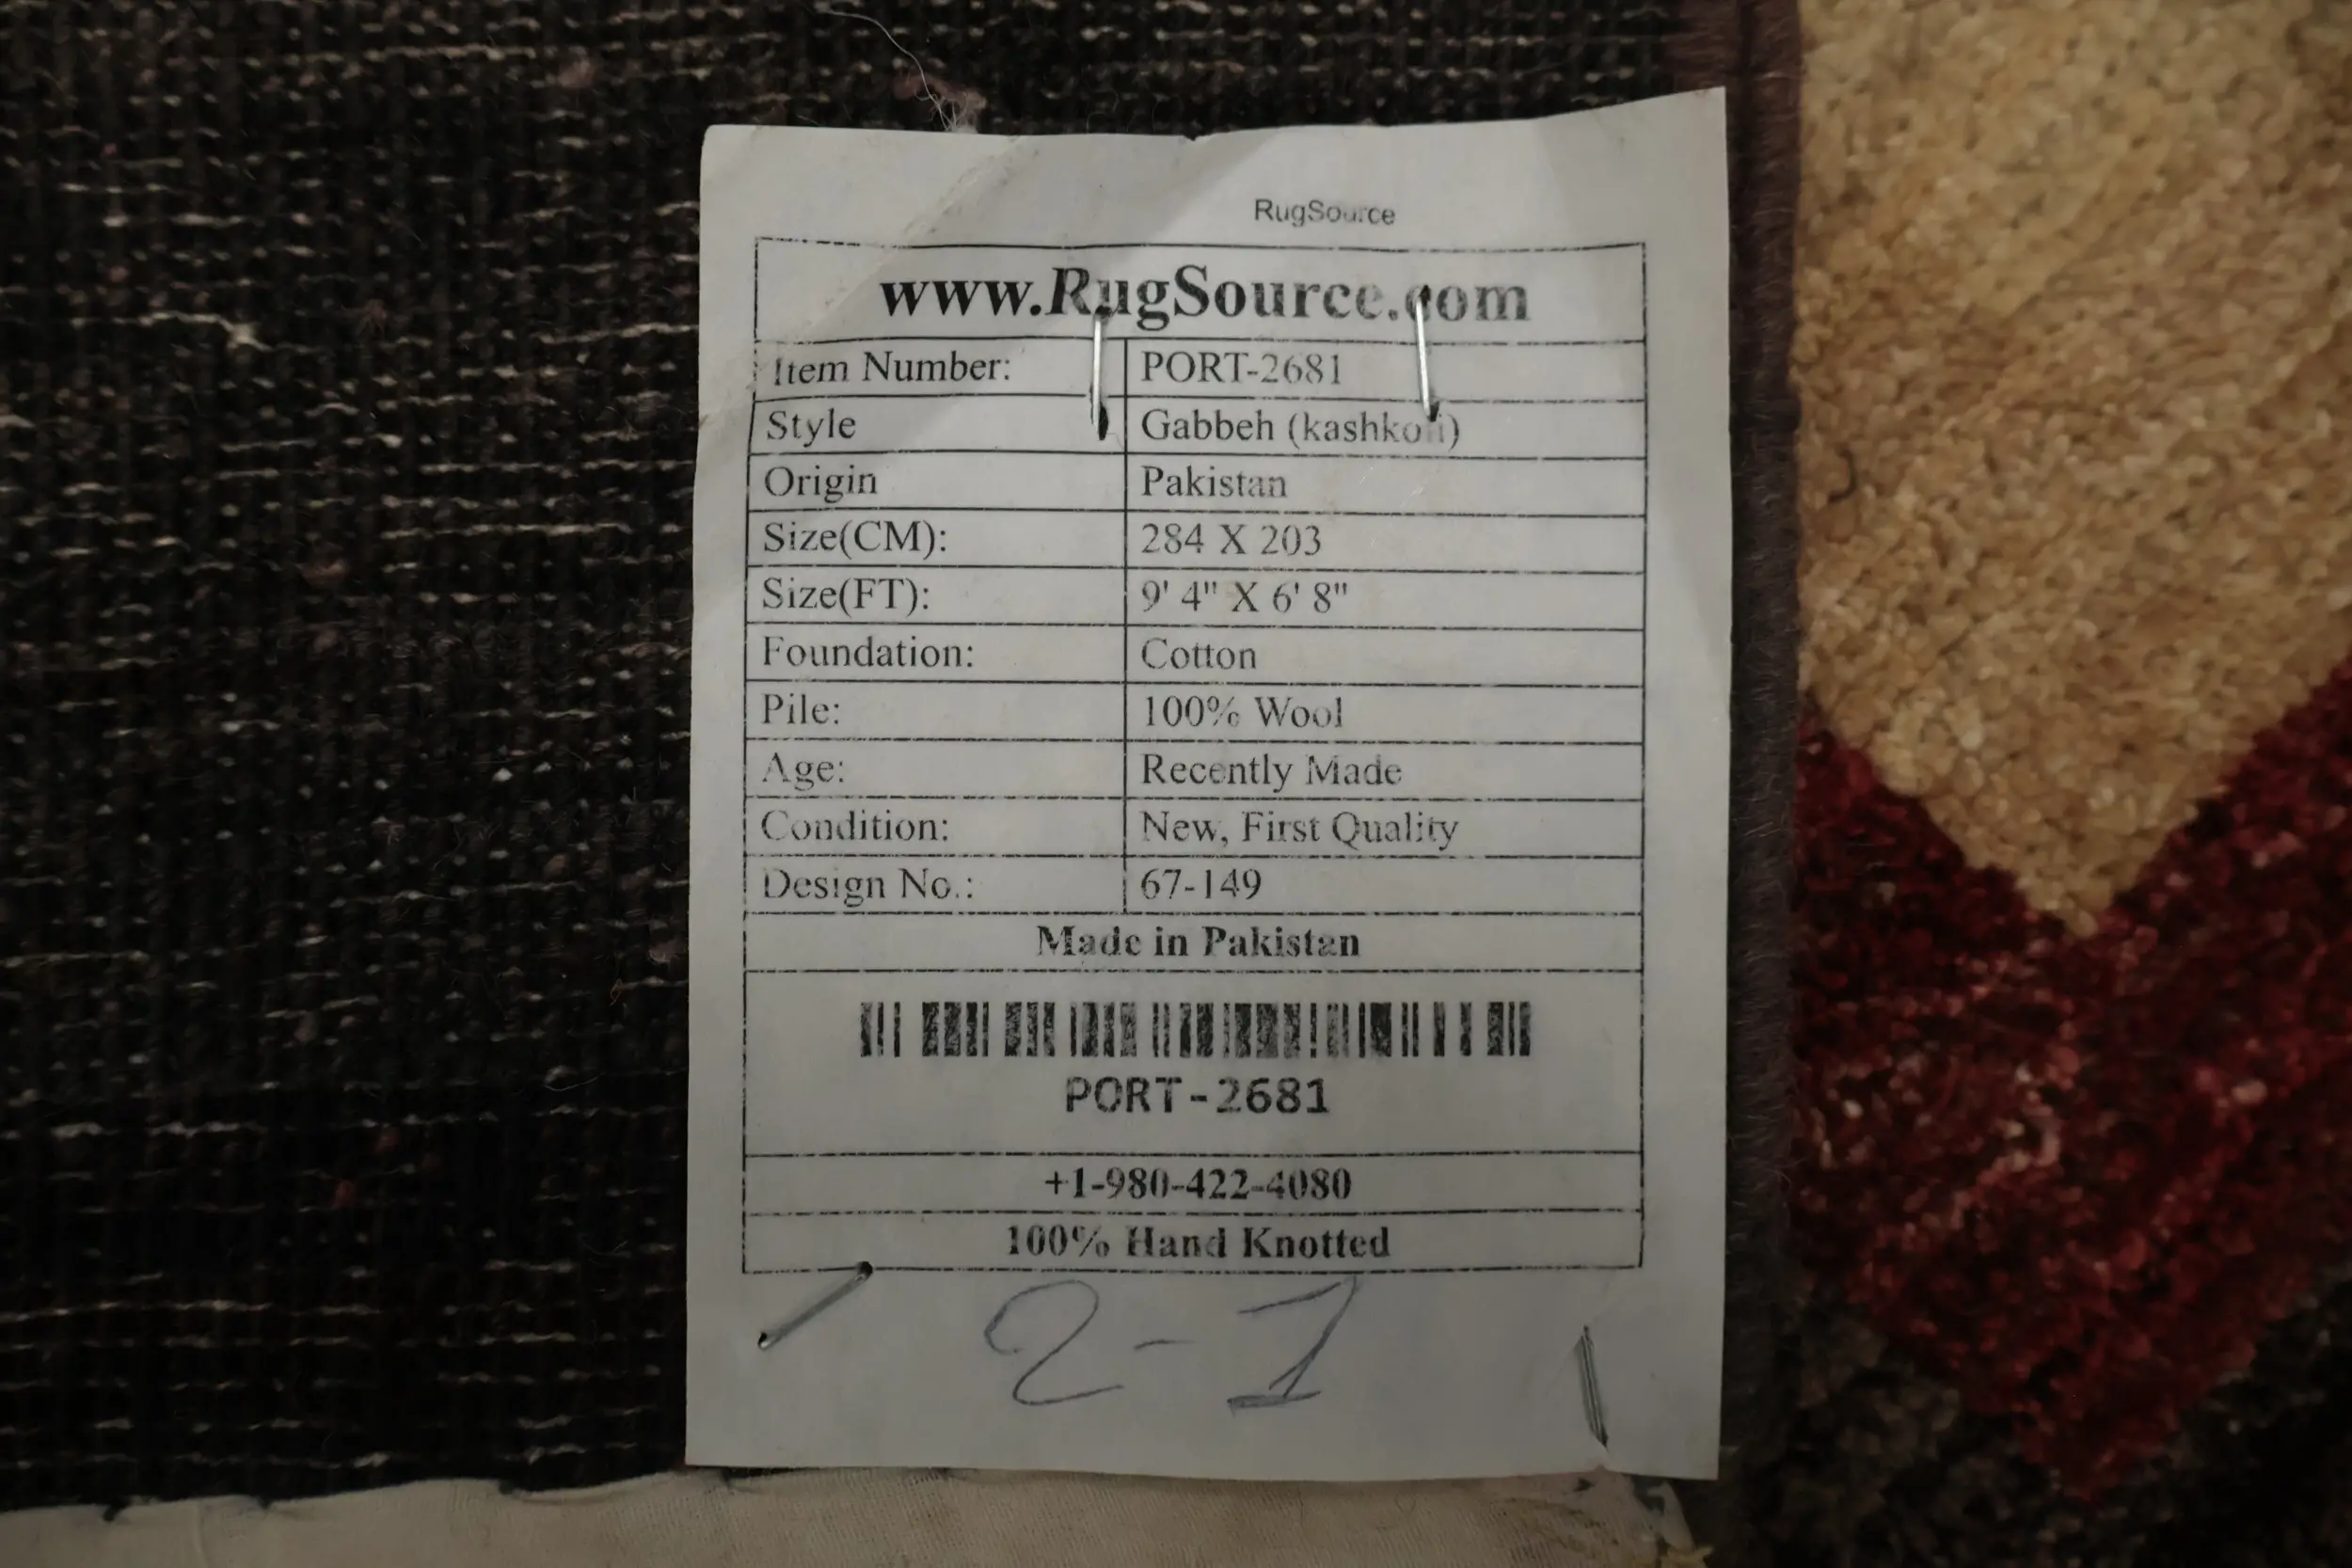 RugSource
www.RugSource.com
Item Number: PORT-2681
Style Gabbeh (kashkoli)
Origin Pakistan
Size(CM): 284 X 203
Size(FT): 9' 4" X 6' 8"
Foundation: Cotton
Pile: 100% Wool
Age: Recently Made
Condition: New, First Quality
Design No.: 67-149
Made in Pakistan
PORT-2681
+1-980-422-4080
100% Hand Knotted
2-1